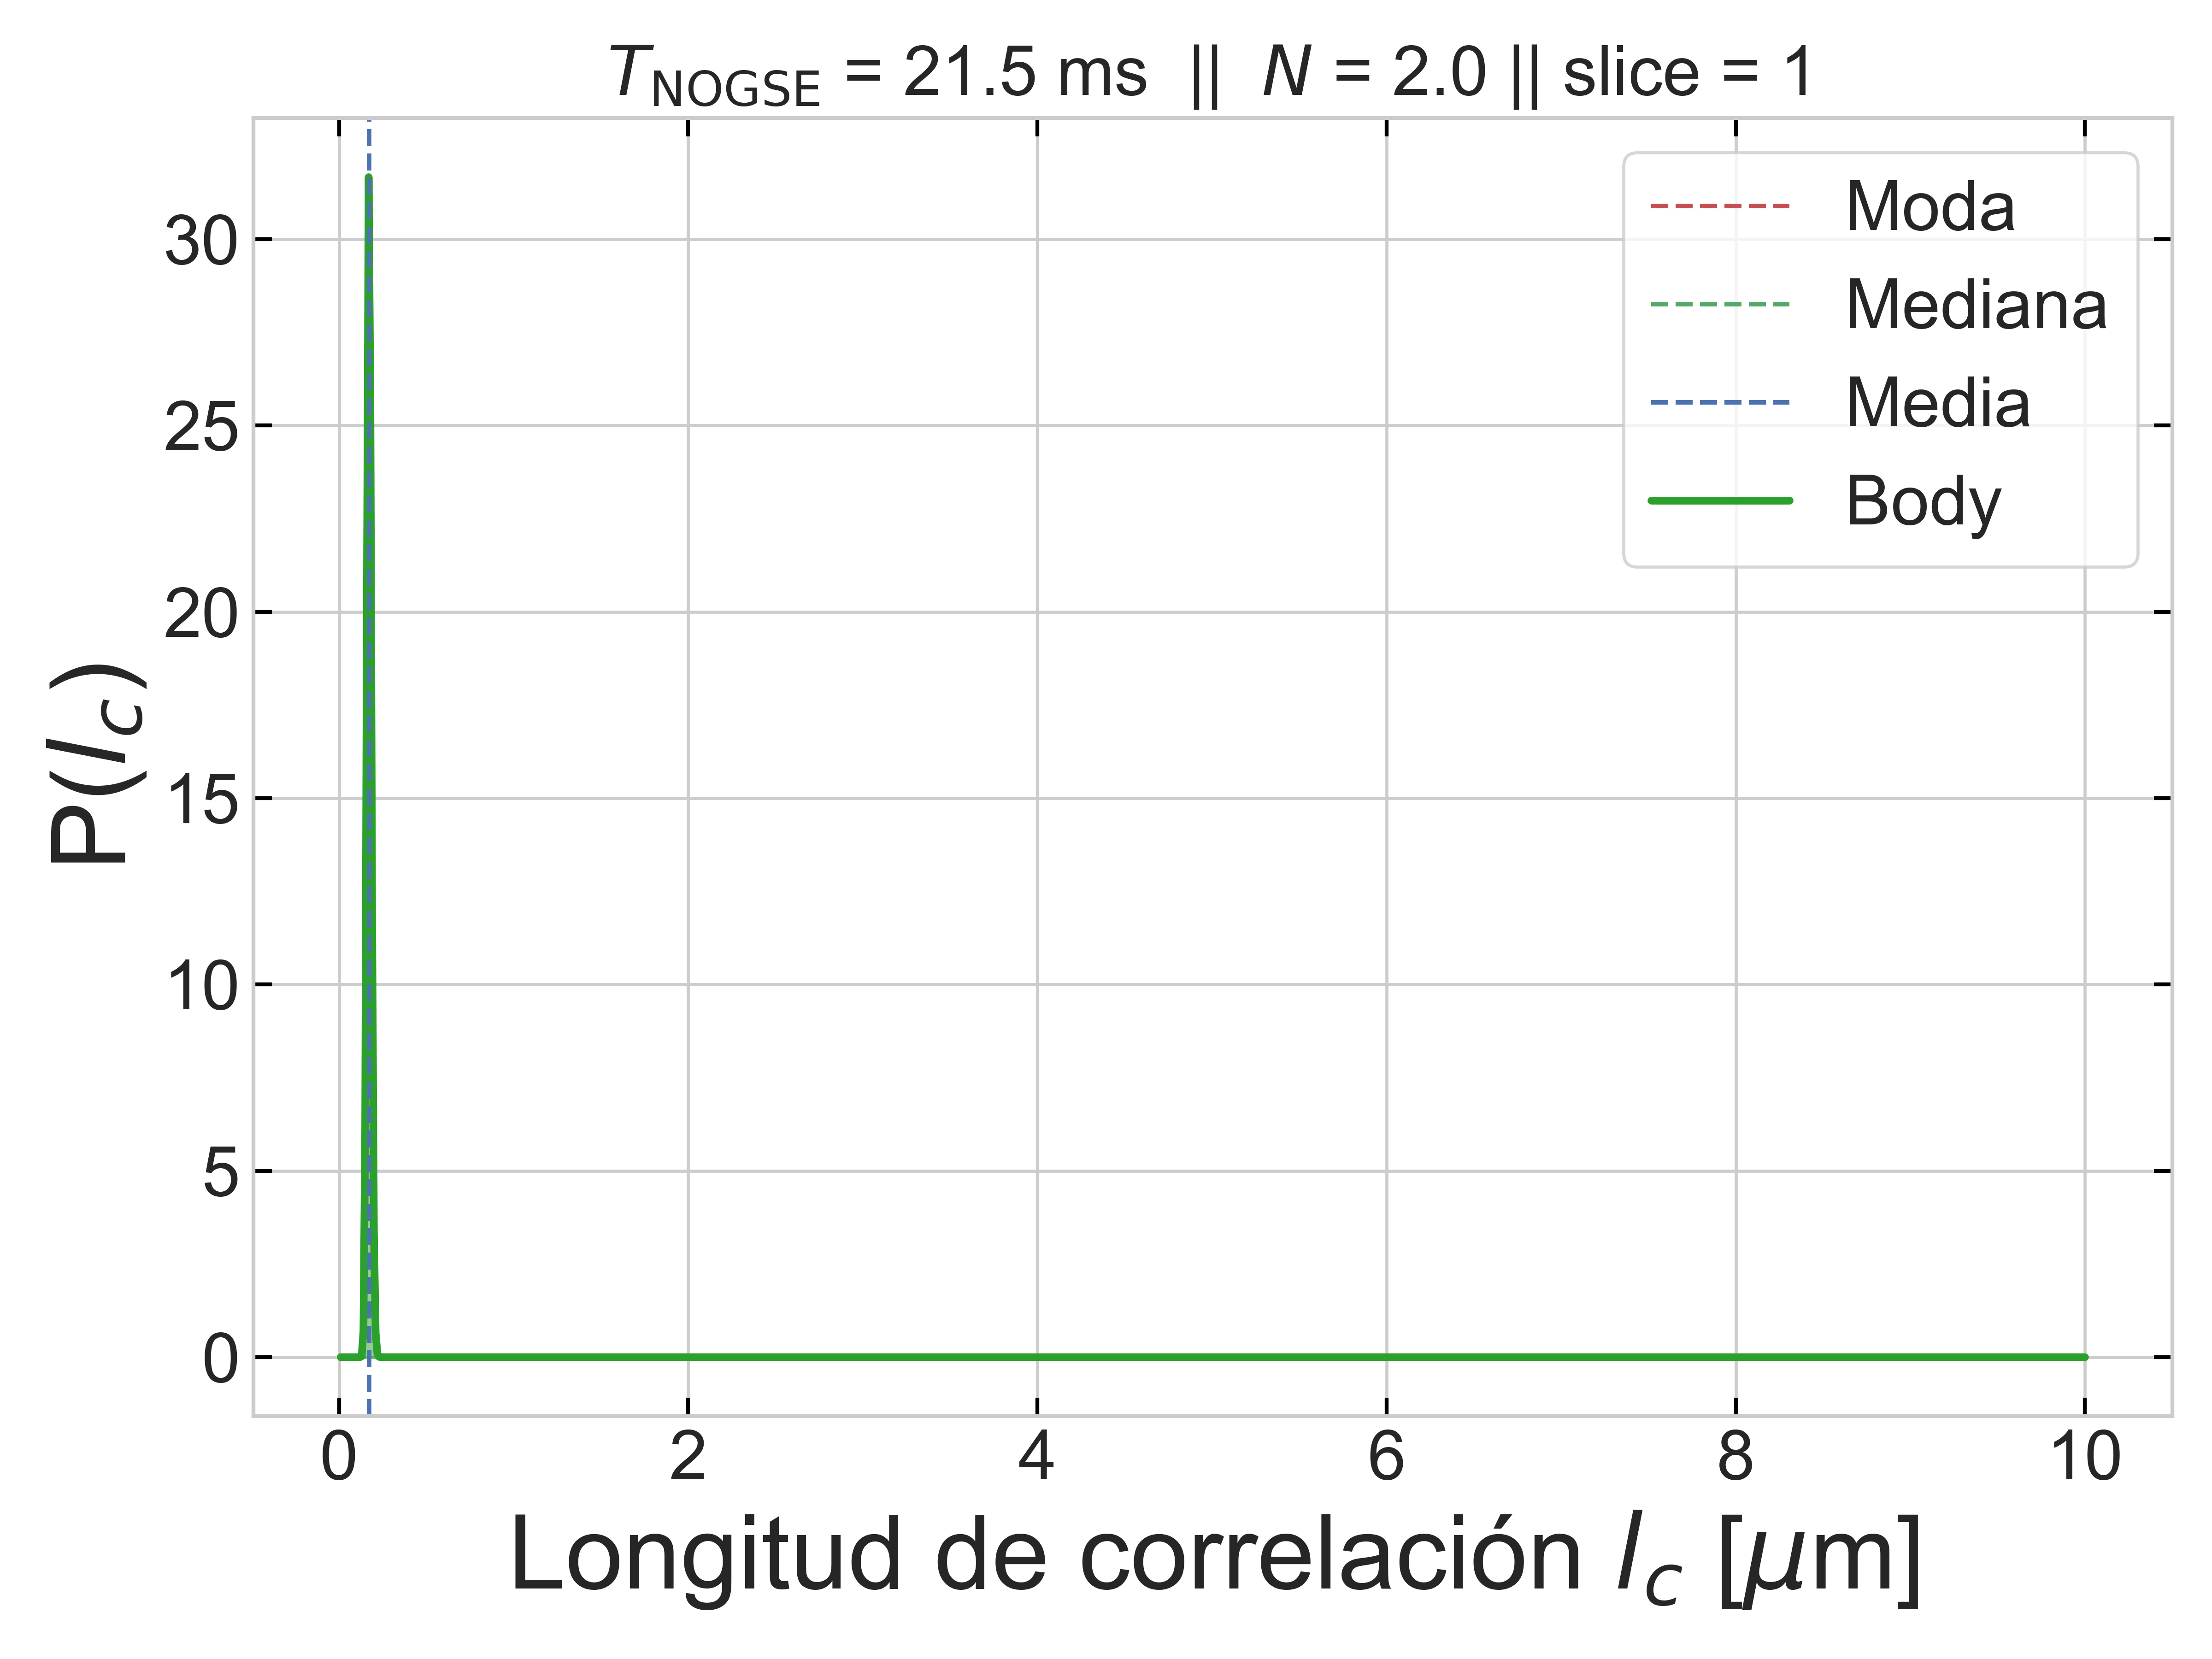 T_NOGSE = 21.5 ms || N = 2.0 || slice = 1
Moda
Mediana
Media
Body
30
25
20
15
10
5
0
P(l_c)
0 2 4 6 8 10
Longitud de correlación l_c [μm]